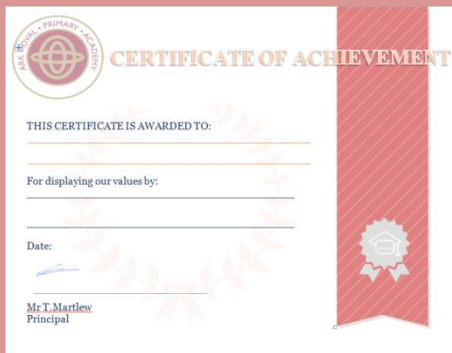 ARK BOVAL • PRIMARY • ACADEMY
CERTIFICATE OF ACHIEVEMENT
THIS CERTIFICATE IS AWARDED TO:
For displaying our values by:
Date:
Mr T.Martlew
Principal